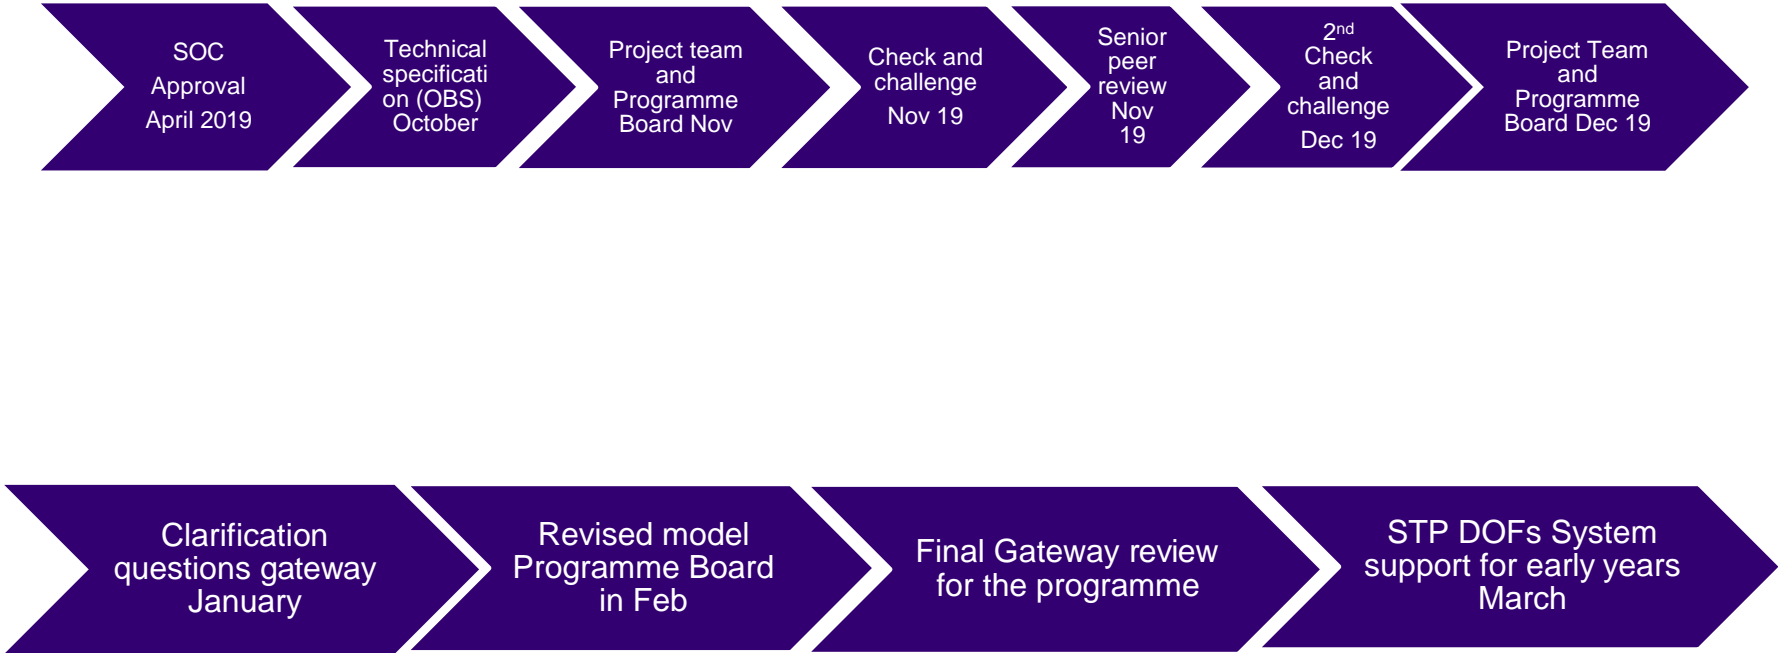 SOC
Approval
April 2019
Technical
specificati
on (OBS)
October
Project team
and
Programme
Board Nov
Check and
challenge
Nov 19
Senior
peer
review
Nov
19
2nd
Check
and
challenge
Dec 19
Project Team
and
Programme
Board Dec 19
Clarification
questions gateway
January
Revised model
Programme Board
in Feb
Final Gateway review
for the programme
STP DOFs System
support for early years
March